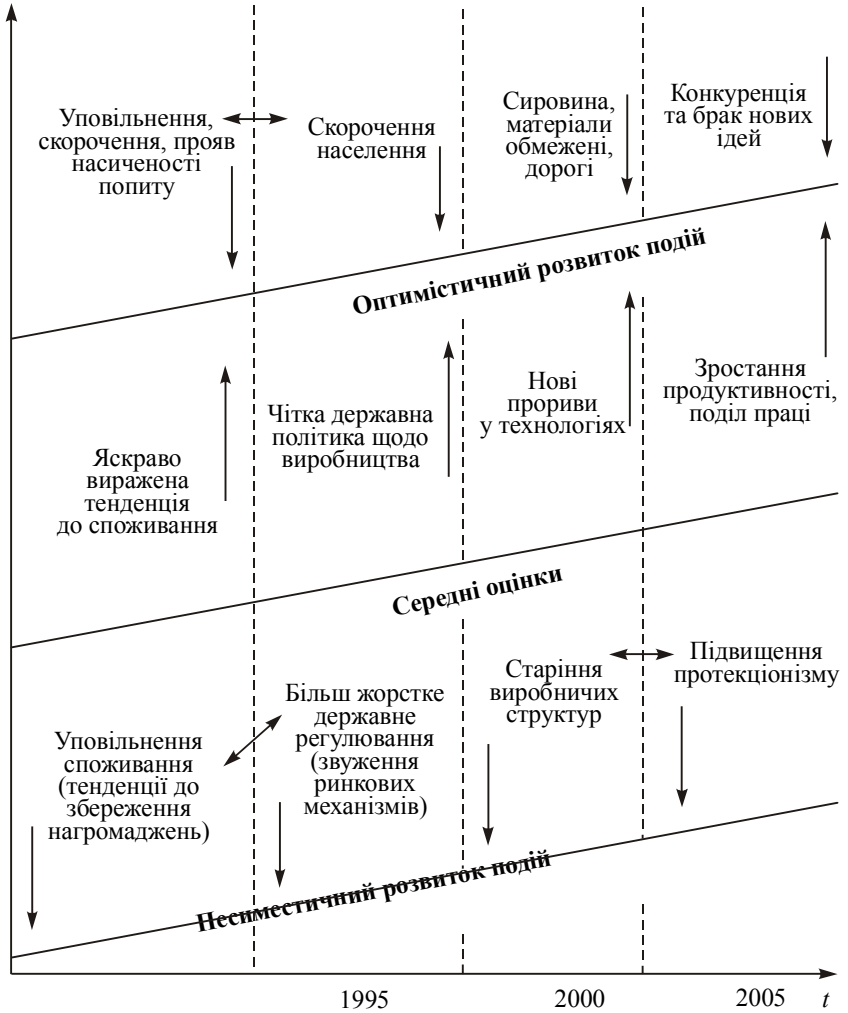 Уповільнення,
скорочення, прояв
насиченості
попиту
Скорочення
населення
Сировина,
матеріали
обмежені,
дорогі
Конкуренція
та брак нових
ідей
Оптимістичний розвиток подій
Яскраво
виражена
тенденція
до споживання
Чітка державна
політика щодо
виробництва
Нові
прориви
у технологіях
Зростання
продуктивності,
поділ праці
Середні оцінки
Уповільнення
споживання
(тенденції до
збереження
нагромаджень)
Більш жорстке
державне
регулювання
(звуження
ринкових
механізмів)
Старіння
виробничих
структур
Підвищення
протекціонізму
Песиместичний розвиток подій
1995
2000
2005
t